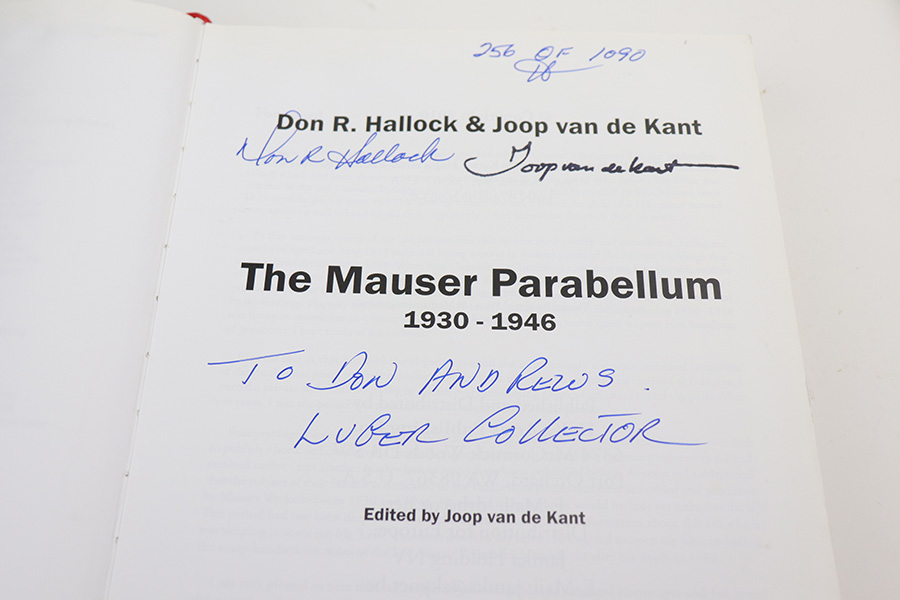 256 OF 1090
Don R. Hallock & Joop van de Kant
Don R Hallock Joop van de kant
The Mauser Parabellum
1930 - 1946
TO DON ANDREWS.
LUGER COLLECTOR
Edited by Joop van de Kant